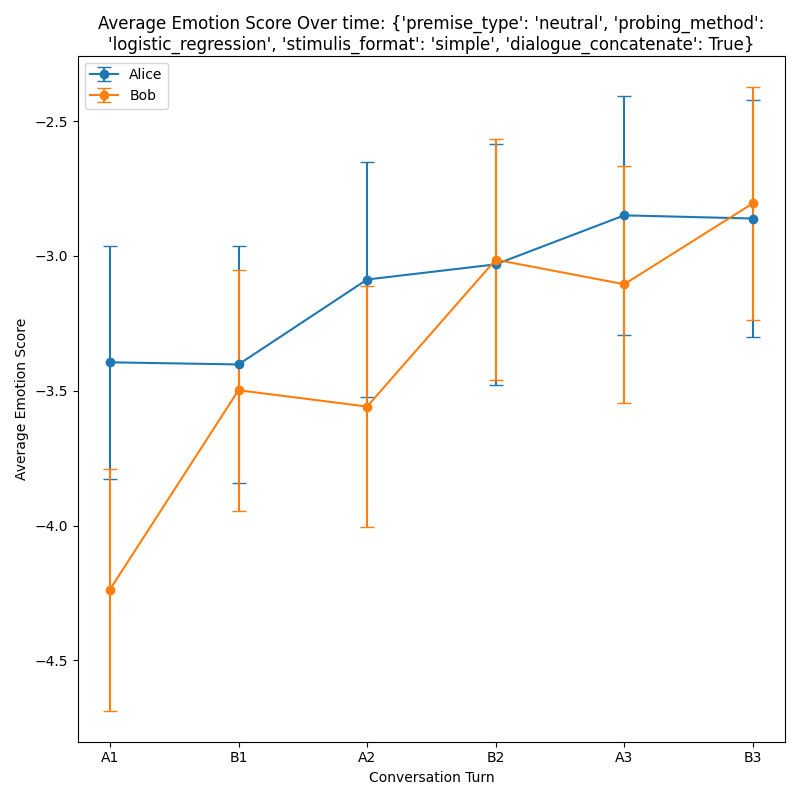 Average Emotion Score Over time: {'premise_type': 'neutral', 'probing_method':
'logistic_regression', 'stimulis_format': 'simple', 'dialogue_concatenate': True}
Alice
Bob
Average Emotion Score
−2.5
−3.0
−3.5
−4.0
−4.5
A1
B1
A2
B2
A3
B3
Conversation Turn